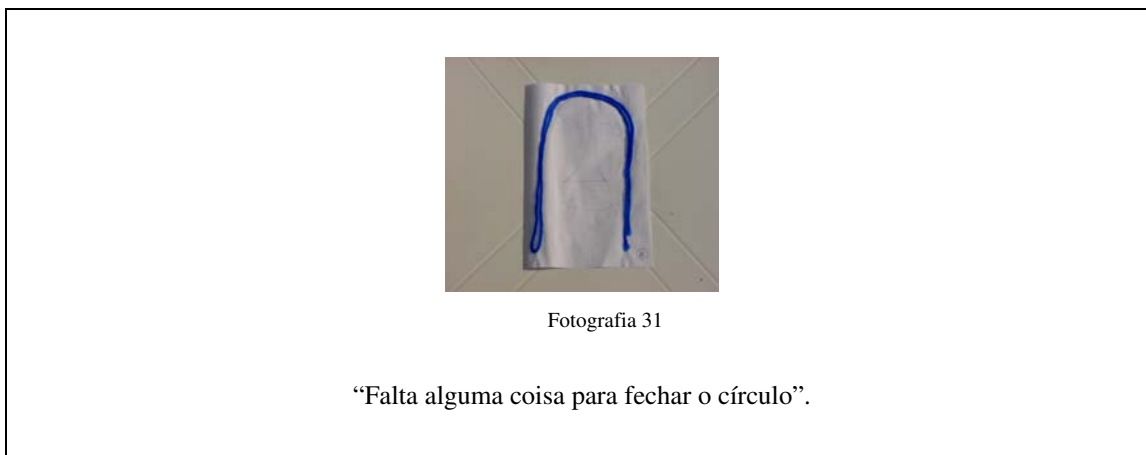 Fotografia 31
“Falta alguma coisa para fechar o círculo”.